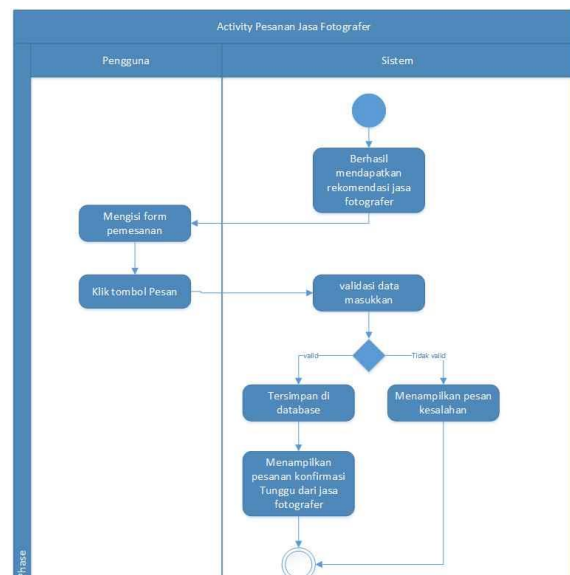 Activity Pesanan Jasa Fotografer
Pengguna
Sistem
Berhasil
mendapatkan
rekomendasi jasa
fotografer
Mengisi form
pemesanan
Klik tombol Pesan
validasi data
masukkan
valid
Tidak valid
Tersimpan di
database
Menampilkan pesan
kesalahan
Menampilkan
pesanan konfirmasi
Tunggu dari jasa
fotografer